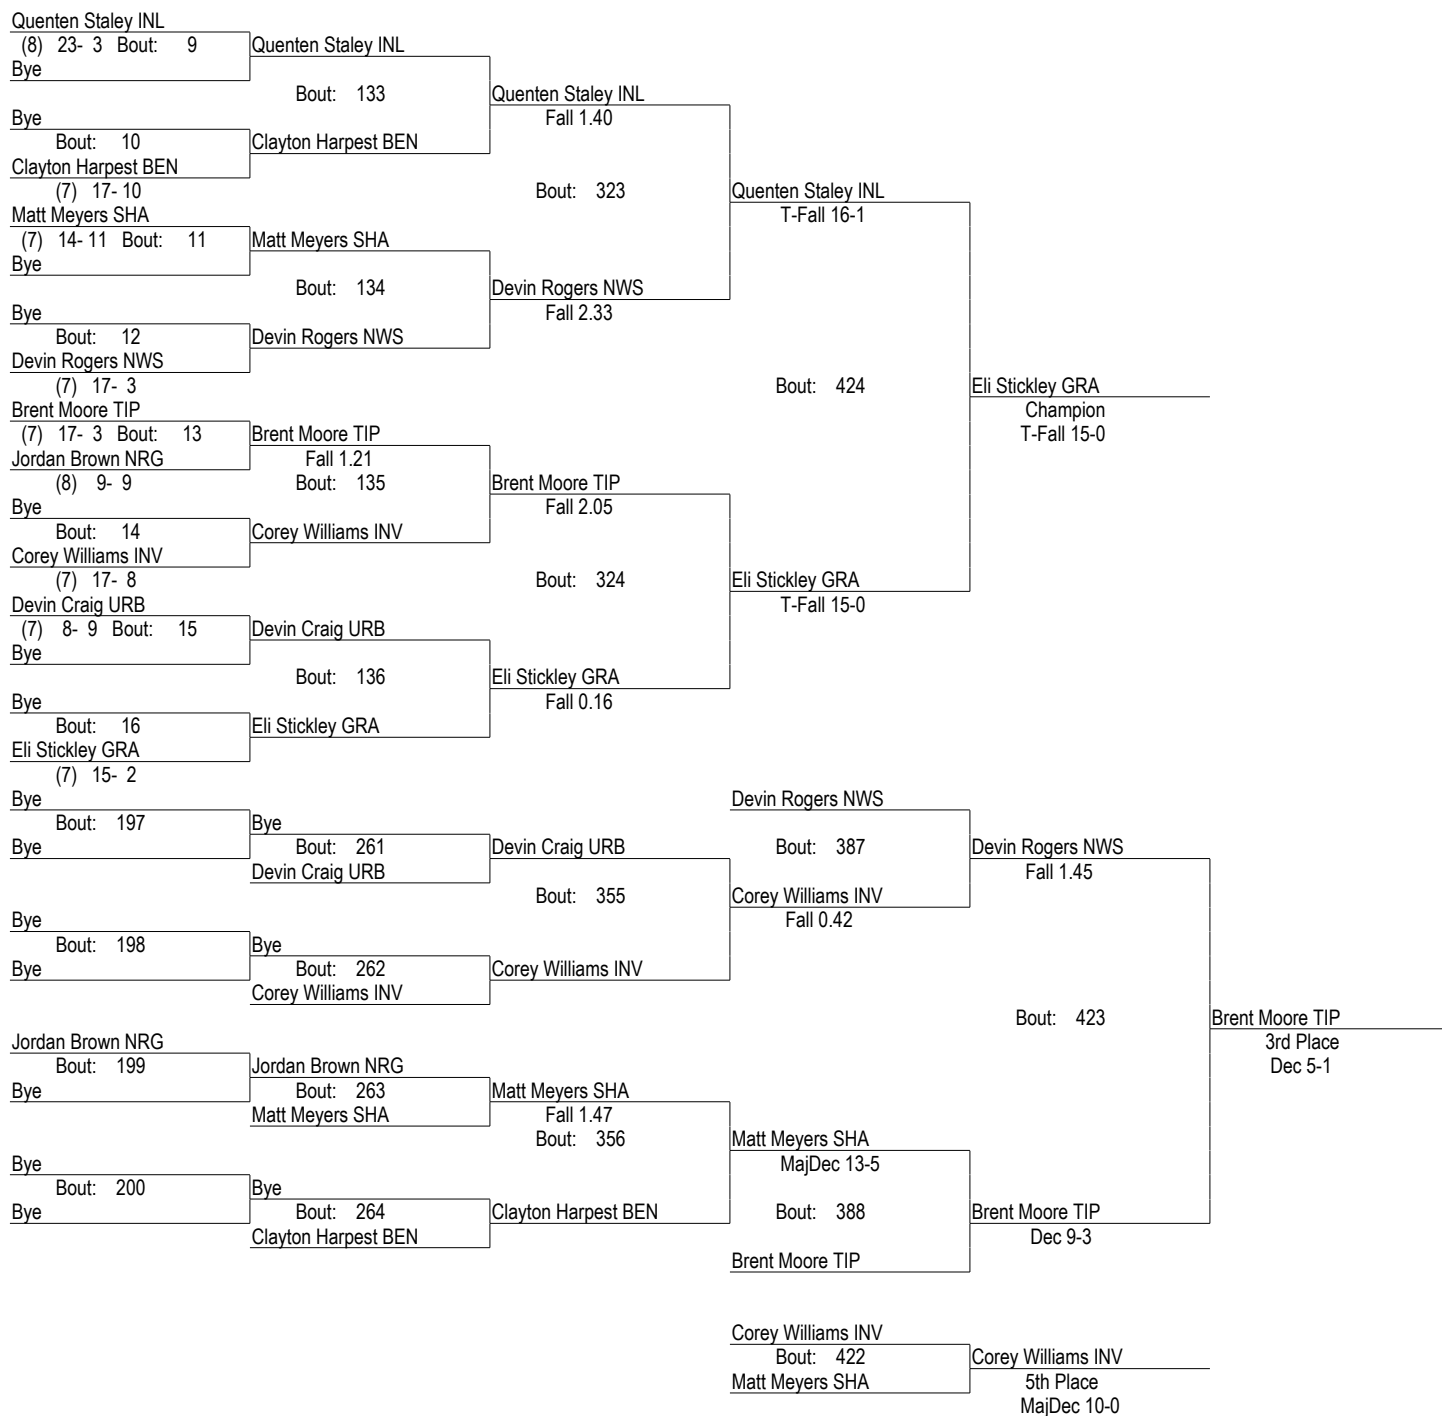 Quenten Staley INL
(8) 23- 3 Bout: 9 Quenten Staley INL
Bye
Bout: 133 Quenten Staley INL
Bye Fall 1.40
Bout: 10 Clayton Harpest BEN
Clayton Harpest BEN
(7) 17- 10 Bout: 323 Quenten Staley INL
Matt Meyers SHA T-Fall 16-1
(7) 14- 11 Bout: 11 Matt Meyers SHA
Bye
Bout: 134 Devin Rogers NWS
Bye Fall 2.33
Bout: 12 Devin Rogers NWS
Devin Rogers NWS
(7) 17- 3 Bout: 424 Eli Stickley GRA
Brent Moore TIP Champion
(7) 17- 3 Bout: 13 Brent Moore TIP T-Fall 15-0
Jordan Brown NRG Fall 1.21
(8) 9- 9 Bout: 135 Brent Moore TIP
Bye Fall 2.05
Bout: 14 Corey Williams INV
Corey Williams INV
(7) 17- 8 Bout: 324 Eli Stickley GRA
Devin Craig URB T-Fall 15-0
(7) 8- 9 Bout: 15 Devin Craig URB
Bye
Bout: 136 Eli Stickley GRA
Bye Fall 0.16
Bout: 16 Eli Stickley GRA
Eli Stickley GRA
(7) 15- 2
Bye Devin Rogers NWS
Bout: 197 Bye
Bye Bout: 261 Devin Craig URB Bout: 387 Devin Rogers NWS
Devin Craig URB Fall 1.45
Bout: 355 Corey Williams INV
Bye Fall 0.42
Bout: 198 Bye
Bye Bout: 262 Corey Williams INV
Corey Williams INV
Bout: 423 Brent Moore TIP
Jordan Brown NRG 3rd Place
Bout: 199 Jordan Brown NRG Dec 5-1
Bye Bout: 263 Matt Meyers SHA
Matt Meyers SHA Fall 1.47
Bout: 356 Matt Meyers SHA
Bye MajDec 13-5
Bout: 200 Bye
Bye Bout: 264 Clayton Harpest BEN Bout: 388 Brent Moore TIP
Clayton Harpest BEN Dec 9-3
Brent Moore TIP
Corey Williams INV
Bout: 422 Corey Williams INV
Matt Meyers SHA 5th Place
MajDec 10-0